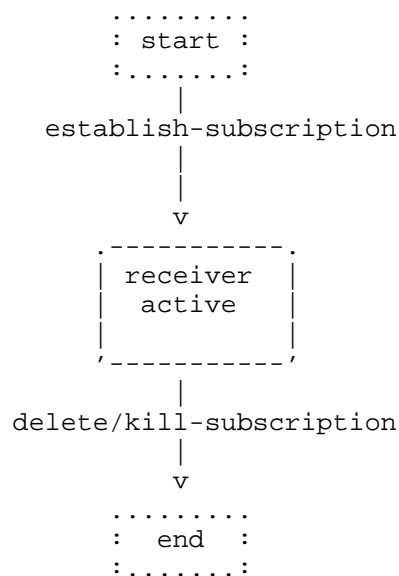 start
establish-subscription
v
receiver
active
delete/kill-subscription
v
end